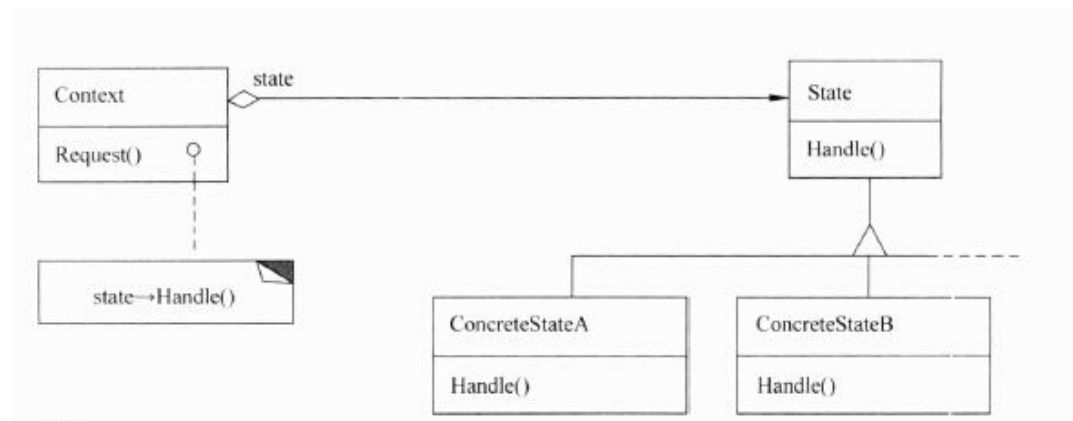 state
Context
State
Request()
Handle()
state→Handle()
ConcreteStateA
ConcreteStateB
Handle()
Handle()